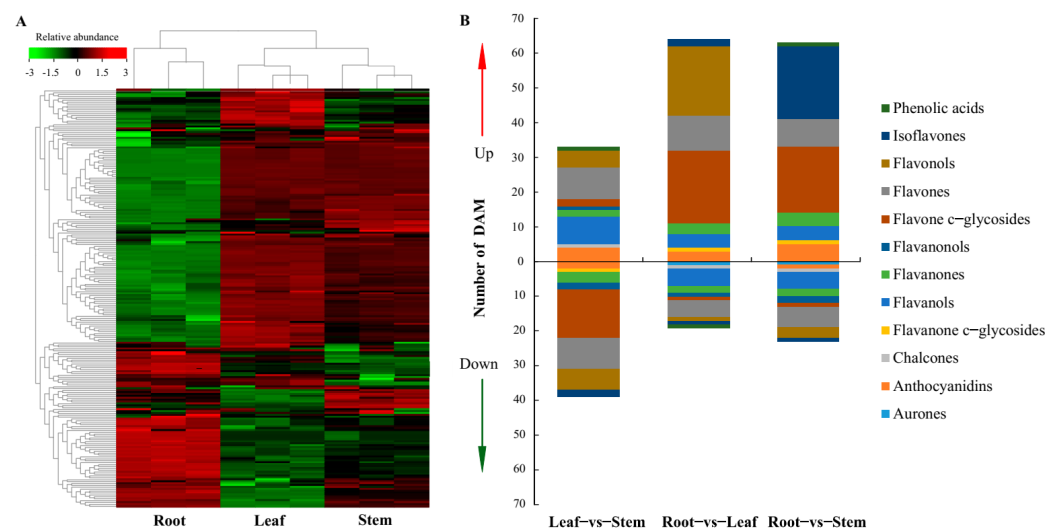 A
Relative abundance
-3 -1.5 0 1.5 3
Root Leaf Stem
B
Number of DAM
Up
Down
70
60
50
40
30
20
10
0
10
20
30
40
50
60
70
Leaf−vs−Stem Root−vs−Leaf Root−vs−Stem
Phenolic acids
Isoflavones
Flavonols
Flavones
Flavone c−glycosides
Flavanonols
Flavanones
Flavanols
Flavanone c−glycosides
Chalcones
Anthocyanidins
Aurones